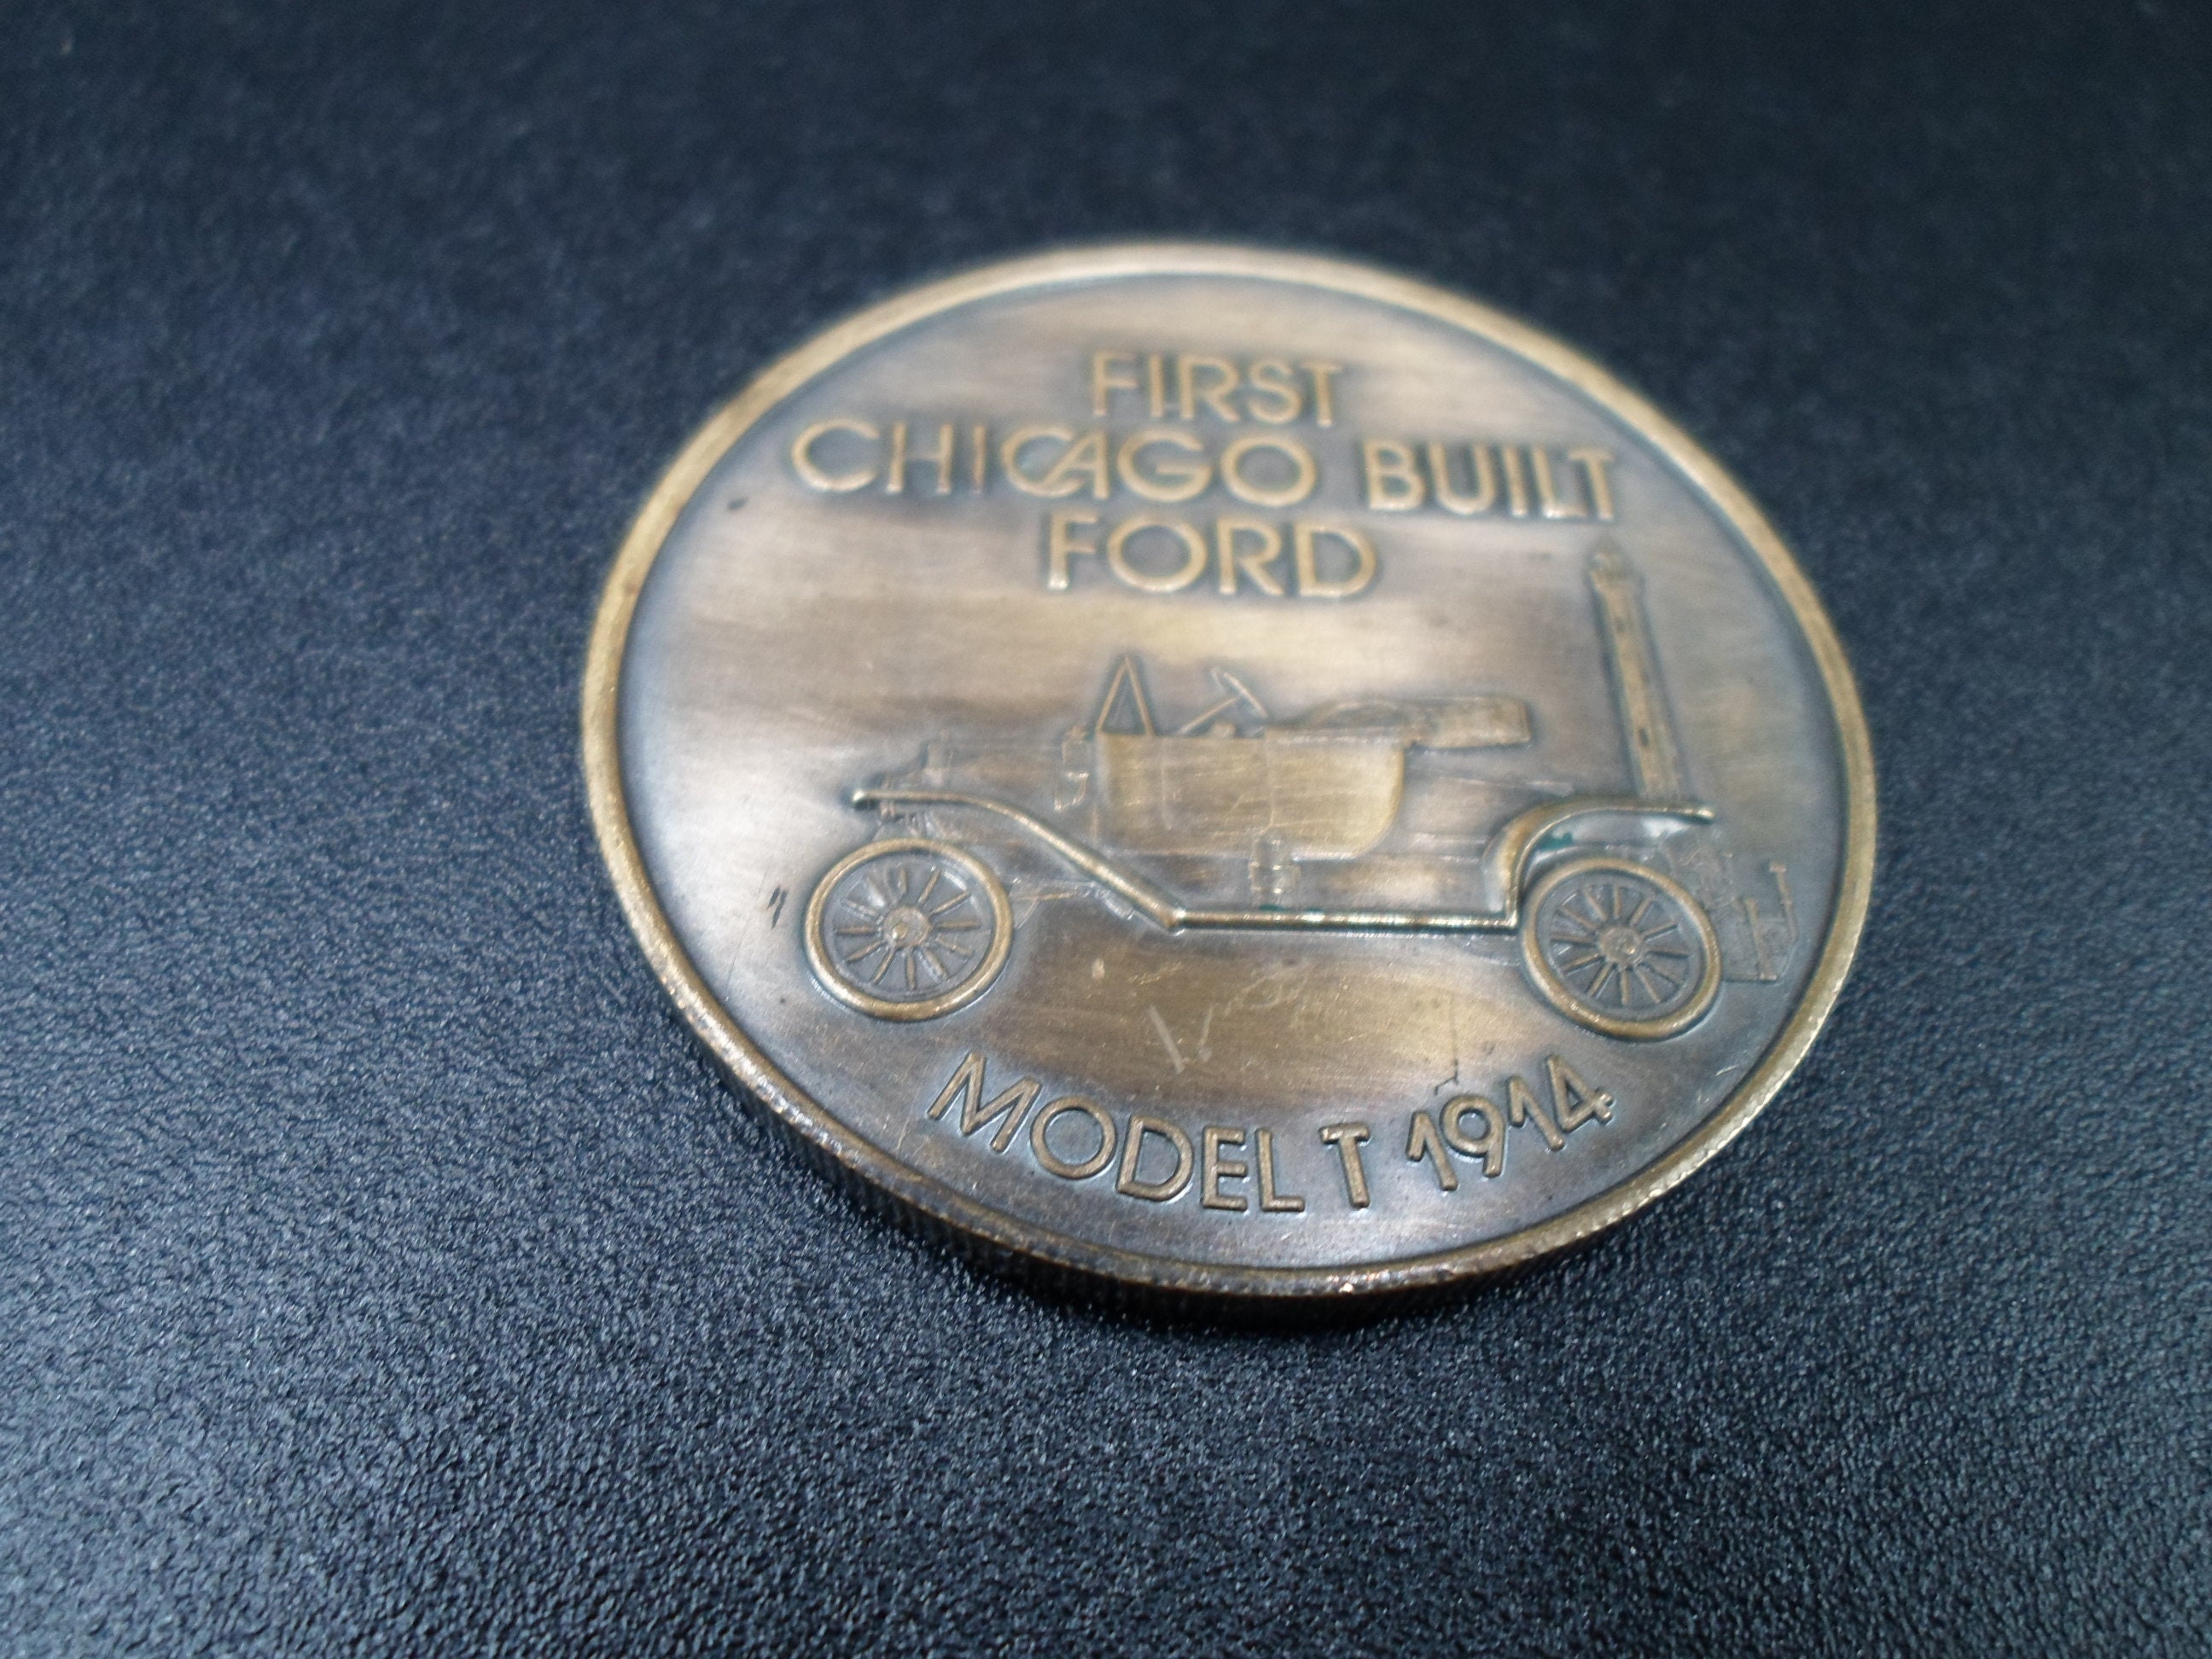 FIRST
CHICAGO BUILT
FORD
MODEL T 1914